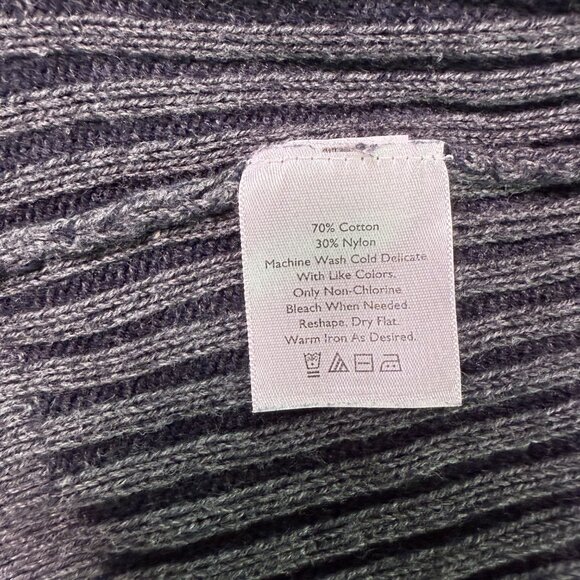 70% Cotton
30% Nylon
Machine Wash Cold Delicate
With Like Colors.
Only Non-Chlorine
Bleach When Needed.
Reshape, Dry Flat.
Warm Iron As Desired.